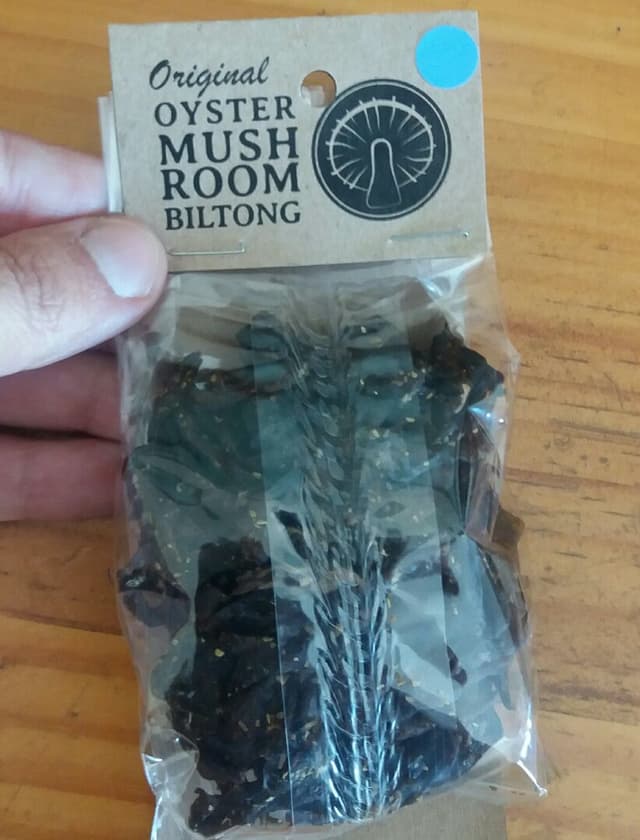 Original
OYSTER
MUSH
ROOM
BILTONG